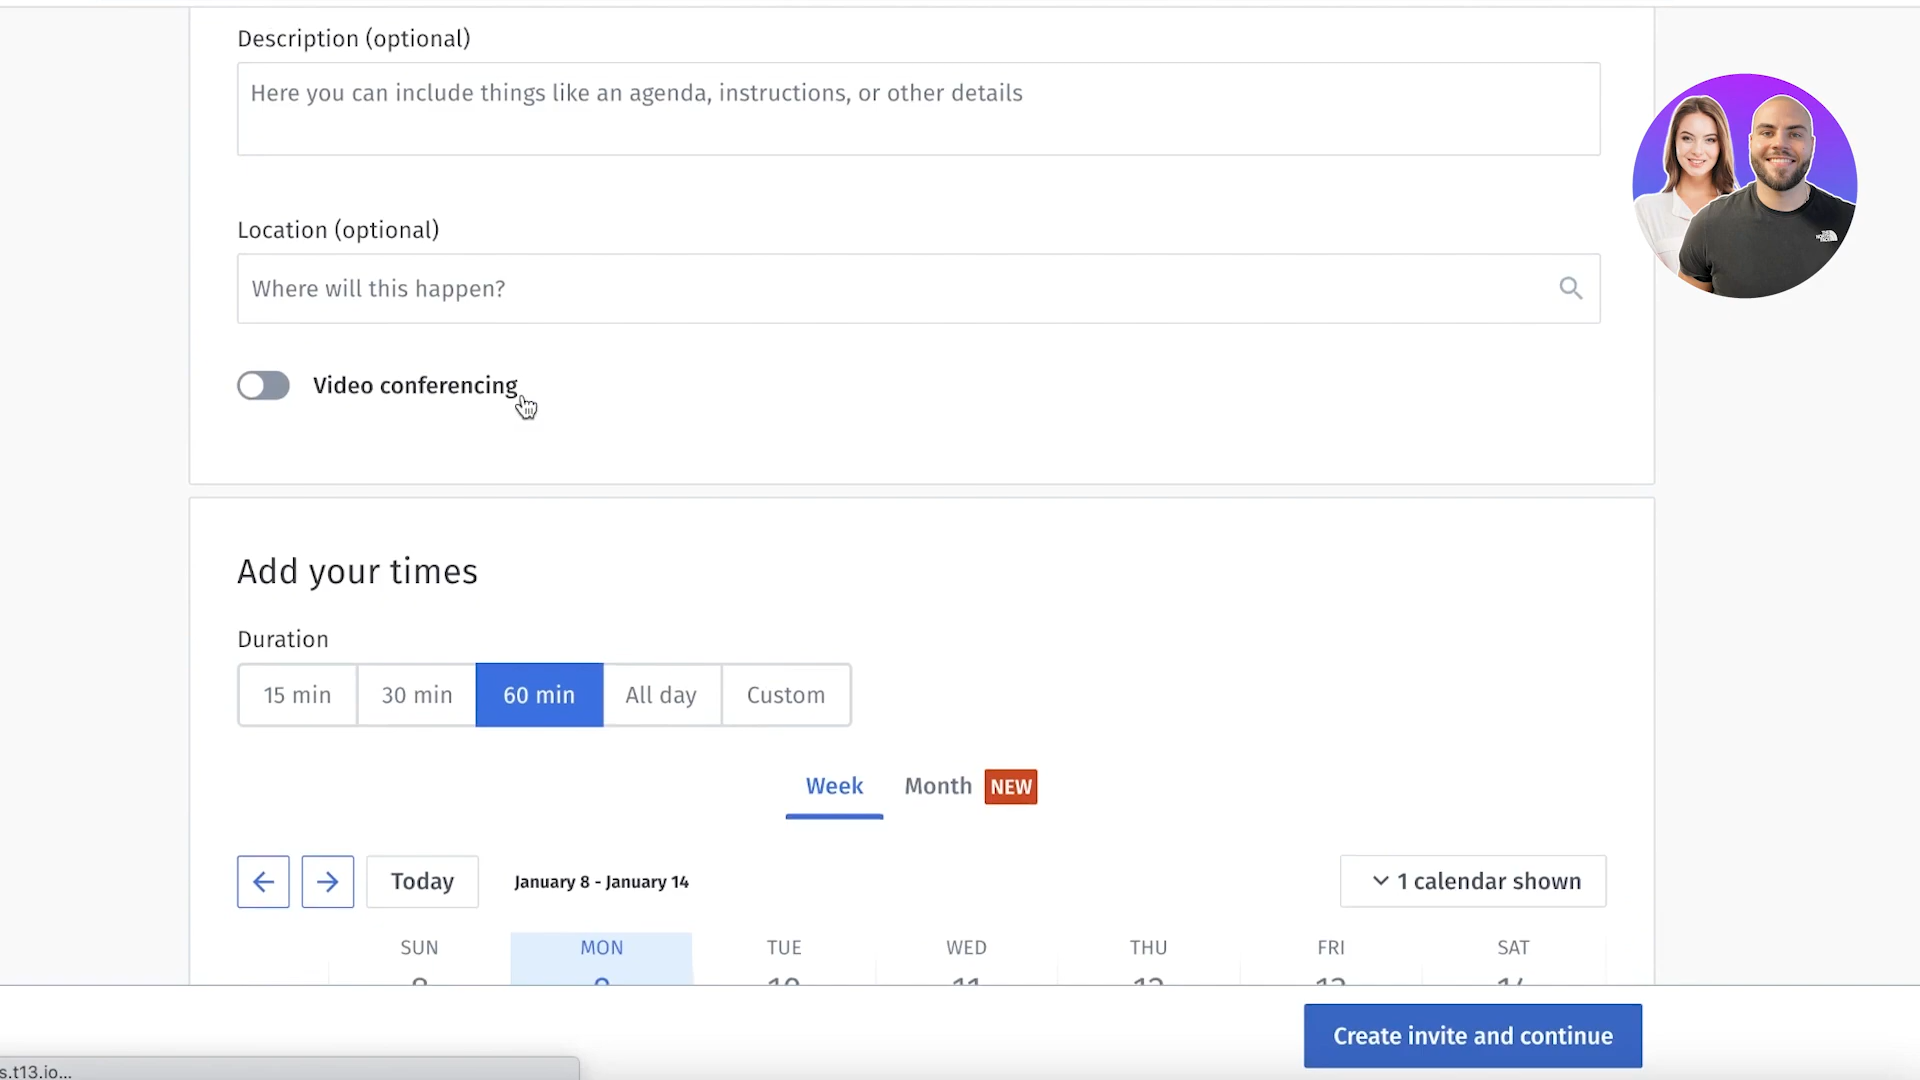 Description (optional)
Here you can include things like an agenda, instructions, or other details
Location (optional)
Where will this happen?
Video conferencing
Add your times
Duration
15 min 30 min 60 min All day Custom
Week Month NEW
Today January 8 - January 14 1 calendar shown
SUN MON TUE WED THU FRI SAT
Create invite and continue
s.t13.io...